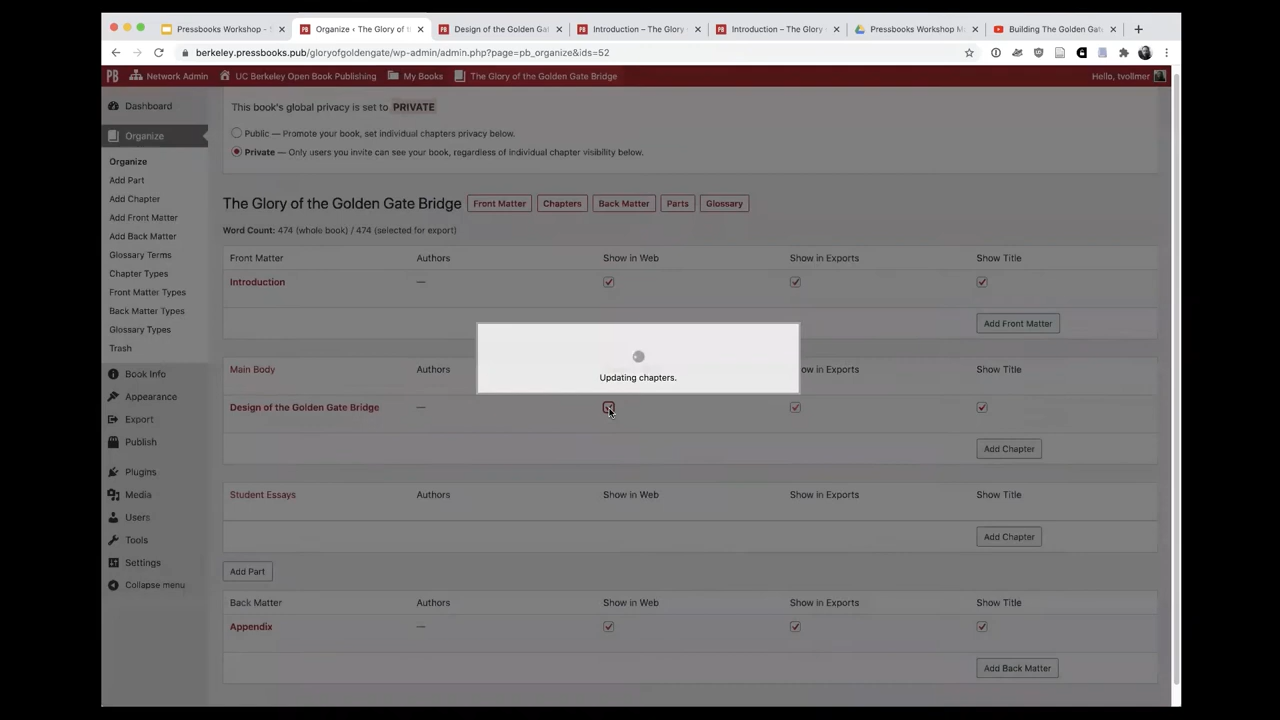 Pressbooks Workshop - S
Organize ‹ The Glory of th
Design of the Golden Gate
Introduction – The Glory
Introduction – The Glory
Pressbooks Workshop M
Building The Golden Gate
berkeley.pressbooks.pub/gloryofgoldengate/wp-admin/admin.php?page=pb_organize&ids=52
Network Admin
UC Berkeley Open Book Publishing
My Books
The Glory of the Golden Gate Bridge
Hello, tvollmer
Dashboard
Organize
Organize
Add Part
Add Chapter
Add Front Matter
Add Back Matter
Glossary Terms
Chapter Types
Front Matter Types
Back Matter Types
Glossary Types
Trash
Book Info
Appearance
Export
Publish
Plugins
Media
Users
Tools
Settings
Collapse menu
This book's global privacy is set to PRIVATE
Public — Promote your book, set individual chapters privacy below.
Private — Only users you invite can see your book, regardless of individual chapter visibility below.
The Glory of the Golden Gate Bridge Front Matter Chapters Back Matter Parts Glossary
Word Count: 474 (whole book) / 474 (selected for export)
Front Matter Authors Show in Web Show in Exports Show Title
Introduction —
Add Front Matter
Updating chapters.
Main Body Authors ow in Exports Show Title
Design of the Golden Gate Bridge —
Add Chapter
Student Essays Authors Show in Web Show in Exports Show Title
Add Chapter
Add Part
Back Matter Authors Show in Web Show in Exports Show Title
Appendix —
Add Back Matter